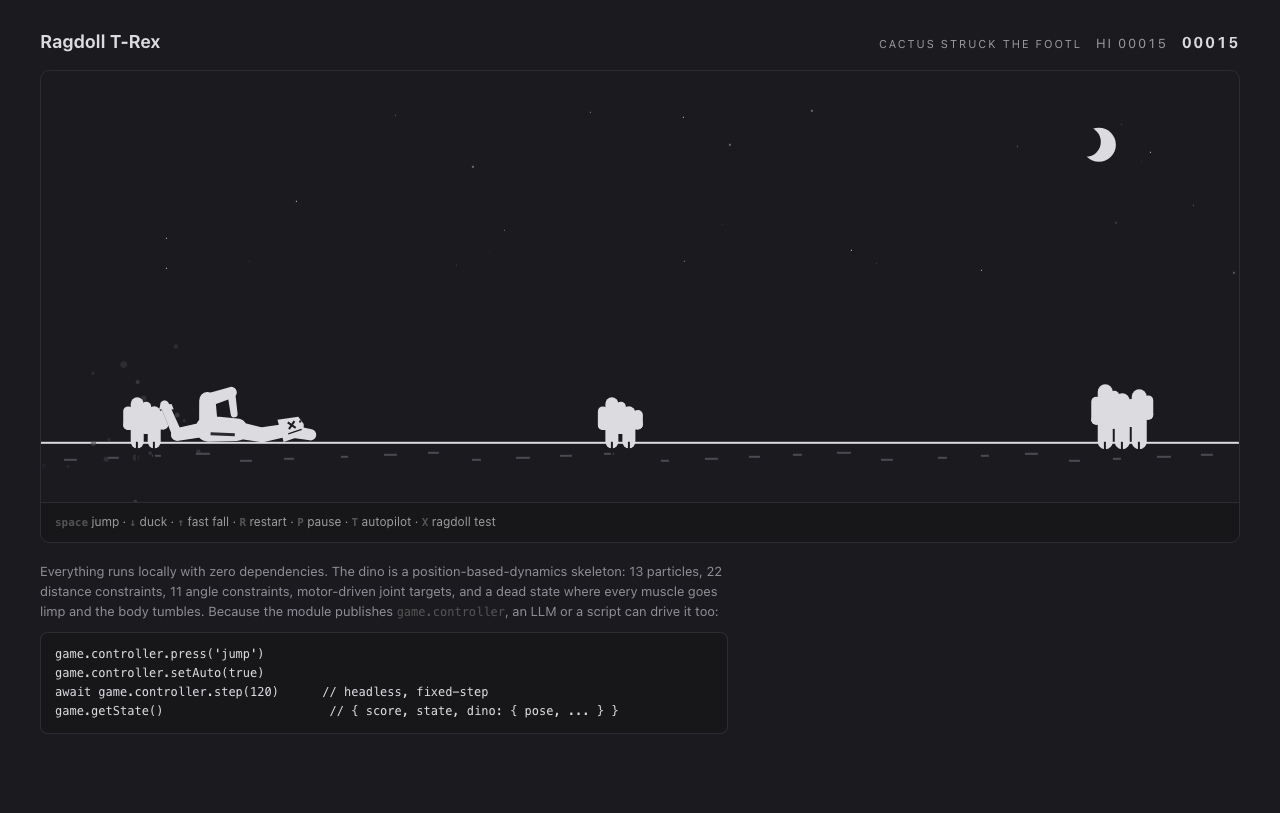 Ragdoll T-Rex
CACTUS STRUCK THE FOOTL HI 00015 00015
space jump · ↓ duck · ↑ fast fall · R restart · P pause · T autopilot · X ragdoll test
Everything runs locally with zero dependencies. The dino is a position-based-dynamics skeleton: 13 particles, 22
distance constraints, 11 angle constraints, motor-driven joint targets, and a dead state where every muscle goes
limp and the body tumbles. Because the module publishes game.controller, an LLM or a script can drive it too:
game.controller.press('jump')
game.controller.setAuto(true)
await game.controller.step(120)      // headless, fixed-step
game.getState()                       // { score, state, dino: { pose, ... } }